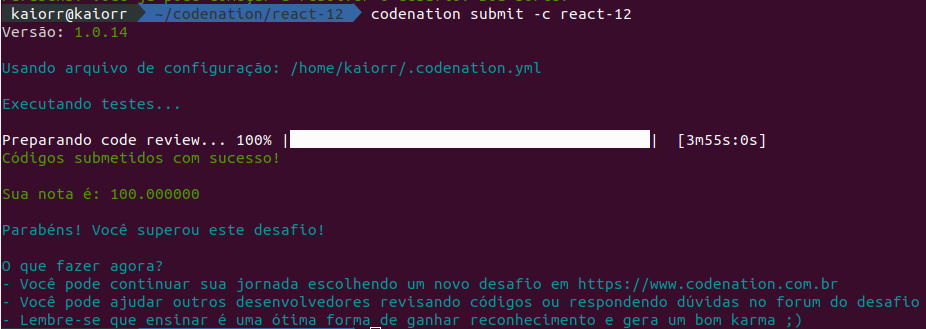 kaiorr@kaiorr ~/codenation/react-12 codenation submit -c react-12
Versão: 1.0.14
Usando arquivo de configuração: /home/kaiorr/.codenation.yml
Executando testes...
Preparando code review... 100% | | [3m55s:0s]
Códigos submetidos com sucesso!
Sua nota é: 100.000000
Parabéns! Você superou este desafio!
O que fazer agora?
- Você pode continuar sua jornada escolhendo um novo desafio em https://www.codenation.com.br
- Você pode ajudar outros desenvolvedores revisando códigos ou respondendo dúvidas no forum do desafio
- Lembre-se que ensinar é uma ótima forma de ganhar reconhecimento e gera um bom karma ;)